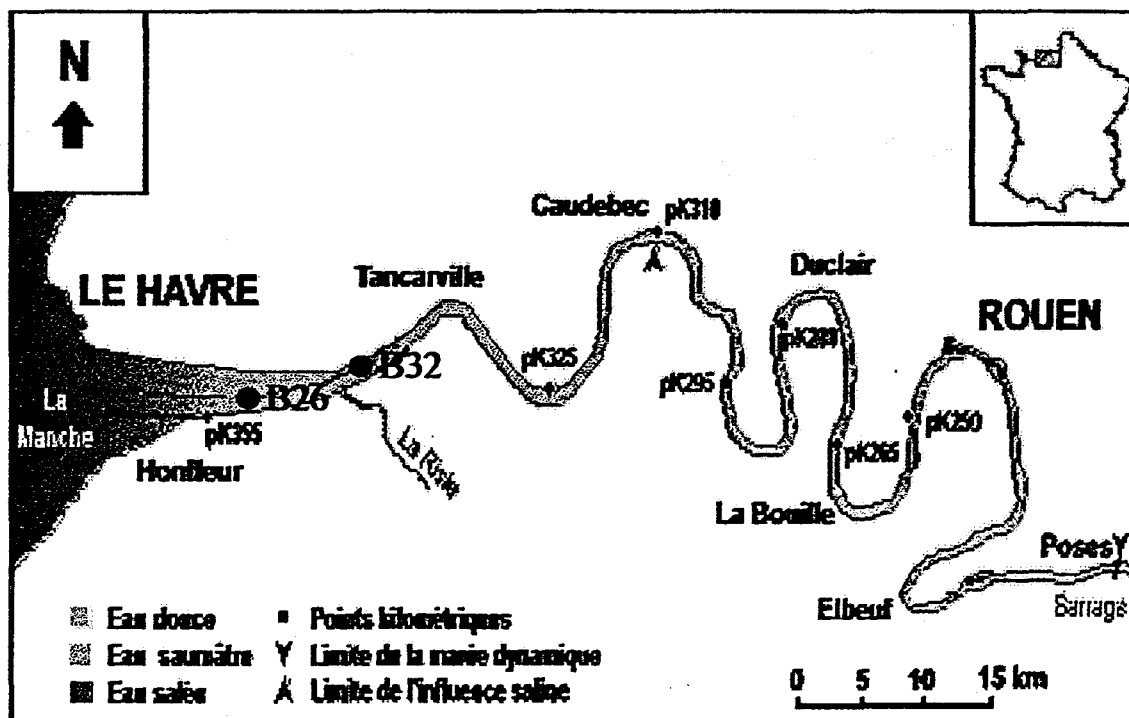 N
Caudebec pK310
Tancarville
Duclair
LE HAVRE
ROUEN
B32
pK325
B26
pK295
La
Manche
pK355
pK250
pK265
Honfleur
La Risle
La Bouille
Poses
Elbeuf
Barrage
Eau douce
Points kilométriques
Eau saumâtre
Limite de la marée dynamique
Eau salée
Limite de l'influence saline
0 5 10 15 km